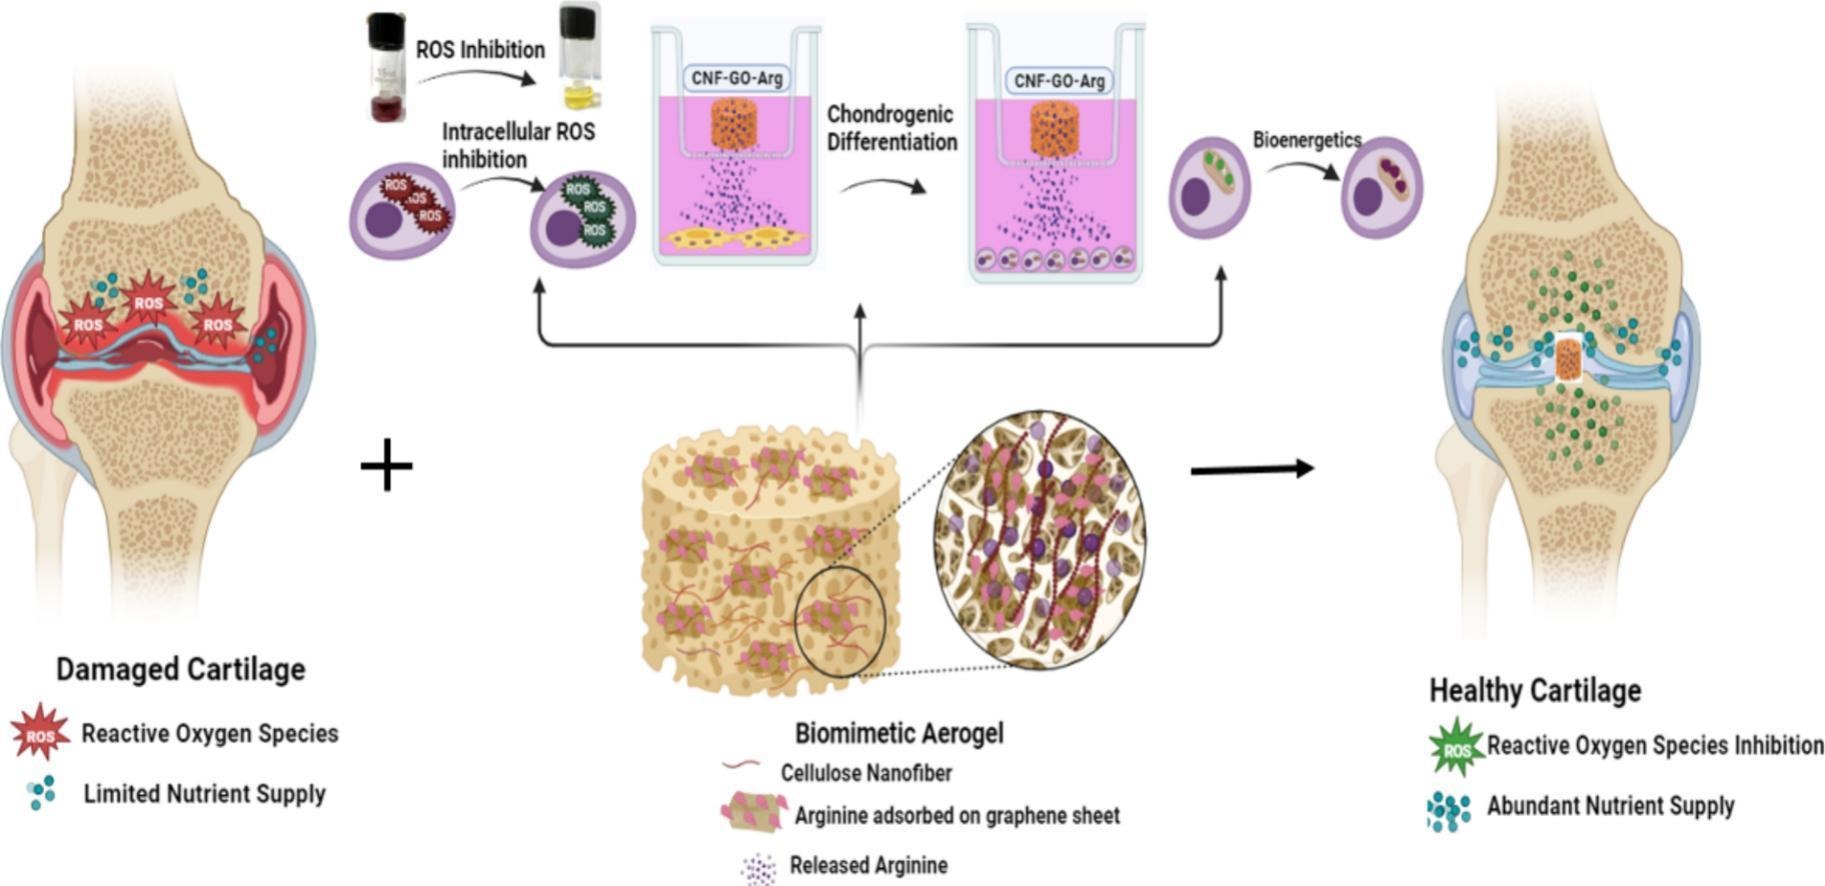 ROS Inhibition
Intracellular ROS
inhibition
ROS
ROS
ROS
ROS
ROS
ROS
CNF-GO-Arg
Chondrogenic
Differentiation
CNF-GO-Arg
Bioenergetics
ROS
ROS
ROS
Damaged Cartilage
ROS
Reactive Oxygen Species
Limited Nutrient Supply
Biomimetic Aerogel
Cellulose Nanofiber
Arginine adsorbed on graphene sheet
Released Arginine
Healthy Cartilage
ROS
Reactive Oxygen Species Inhibition
Abundant Nutrient Supply